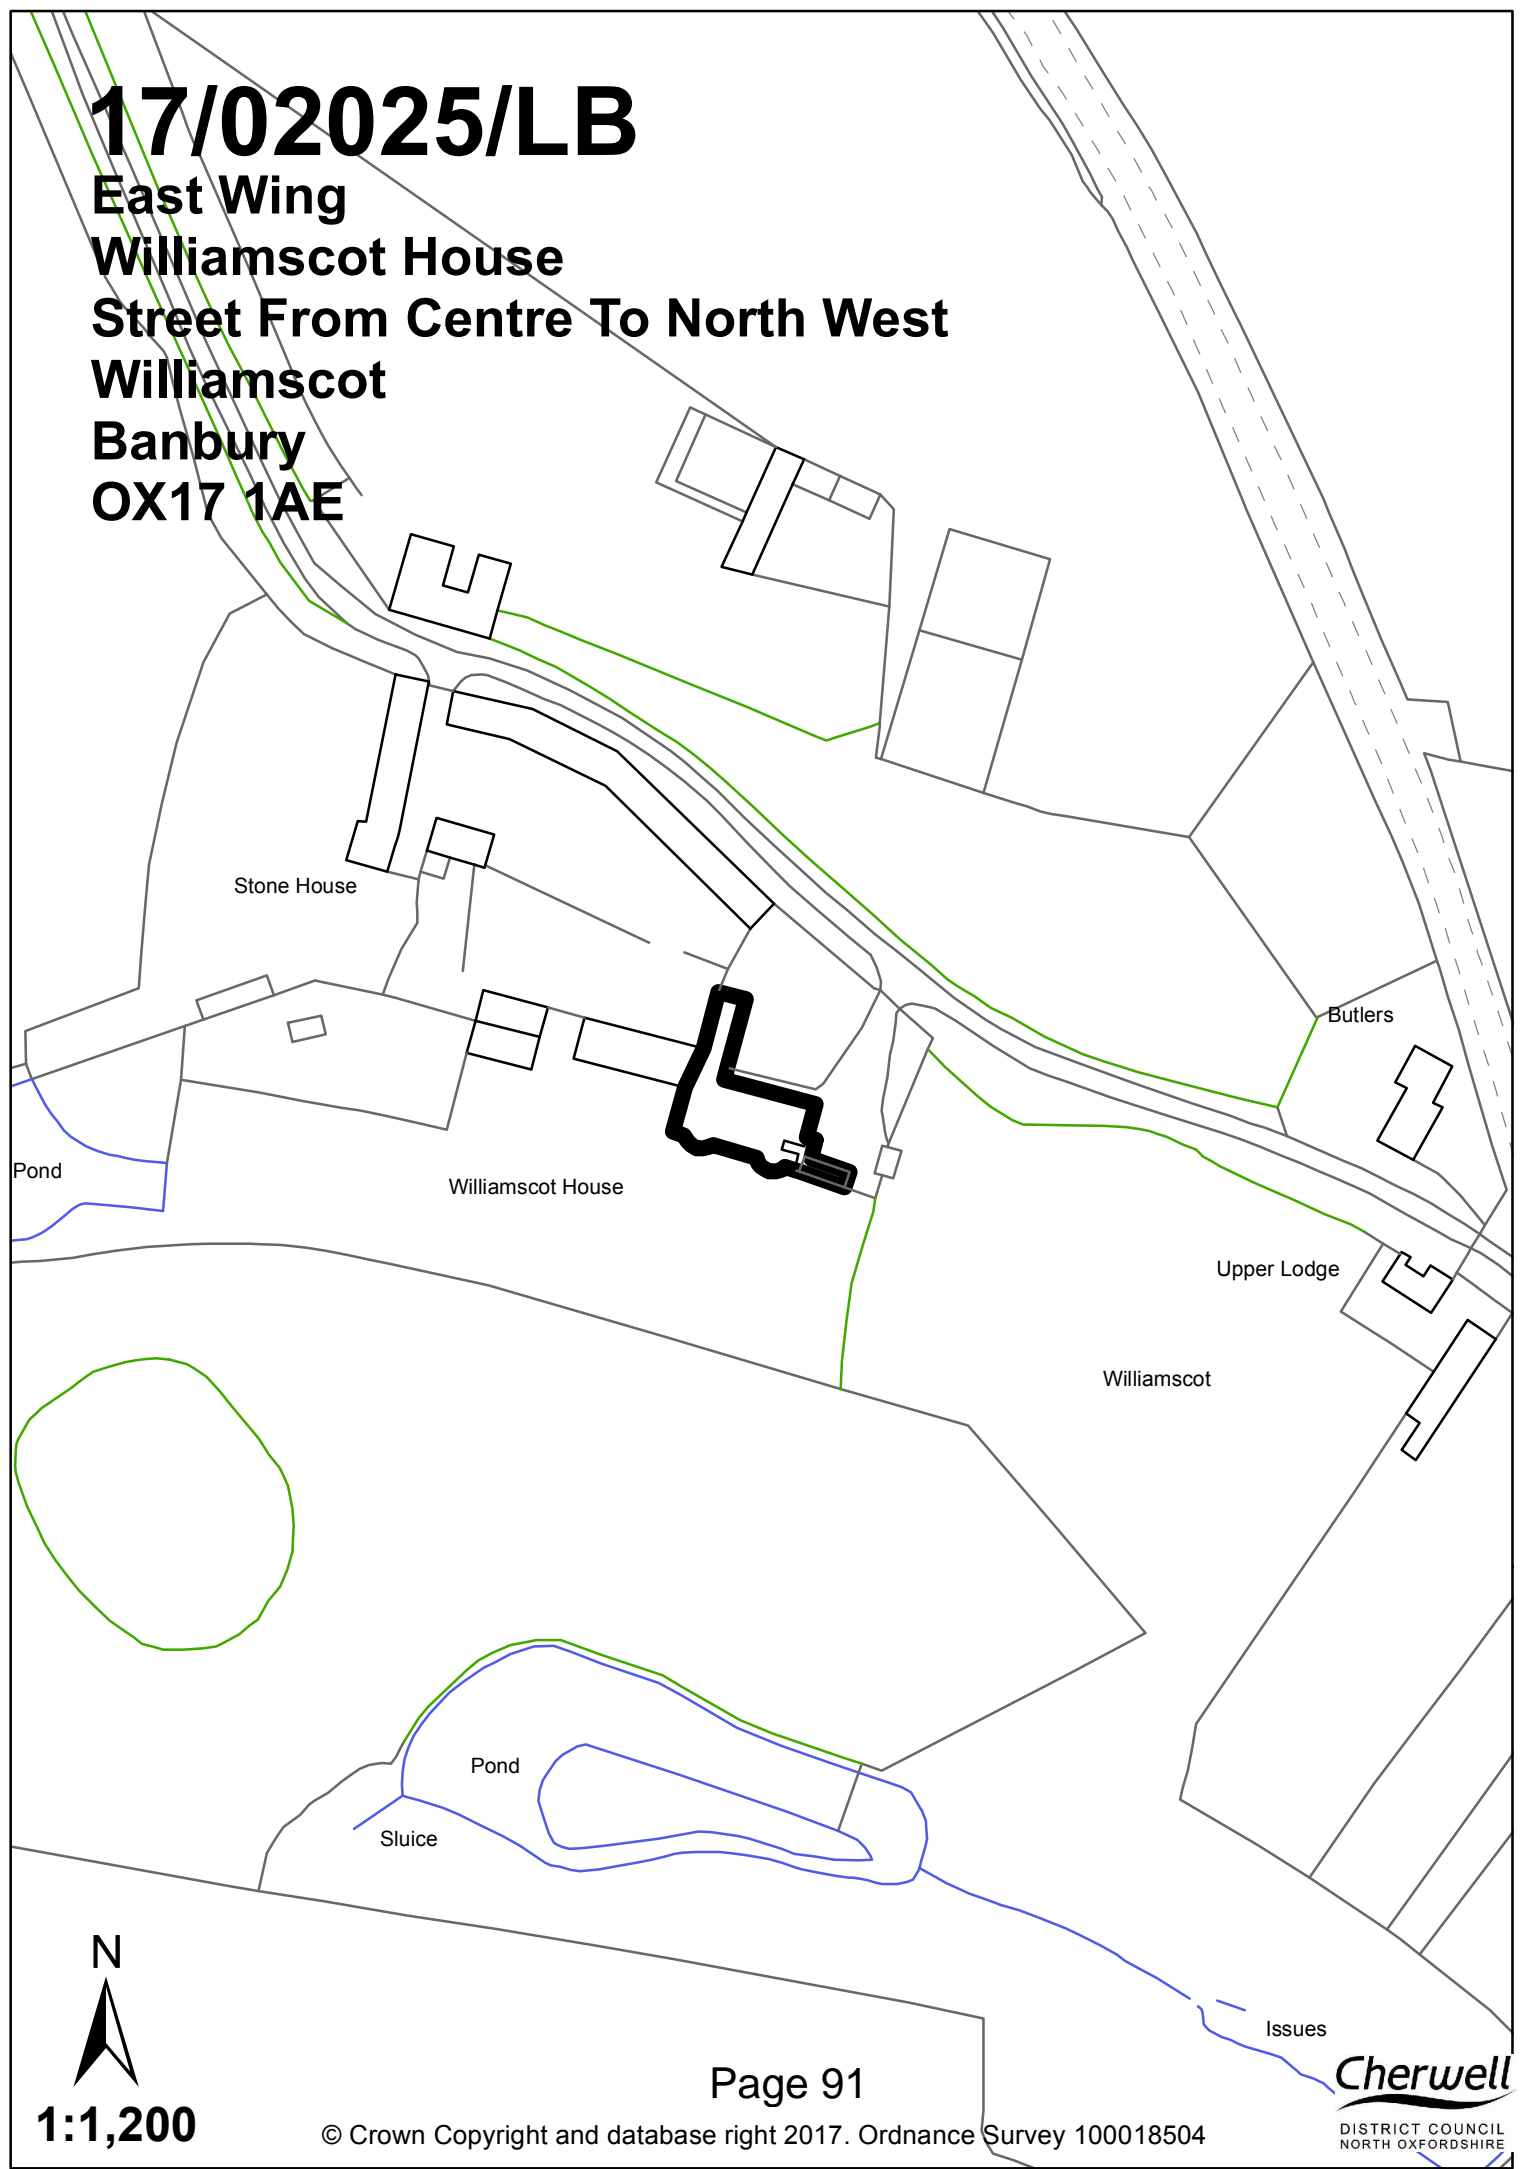 17/02025/LB
East Wing
Williamscot House
Street From Centre To North West
Williamscot
Banbury
OX17 1AE
Stone House
Butlers
Pond
Williamscot House
Upper Lodge
Williamscot
Pond
Sluice
Issues
N
1:1,200
Page 91
© Crown Copyright and database right 2017. Ordnance Survey 100018504
Cherwell
DISTRICT COUNCIL
NORTH OXFORDSHIRE